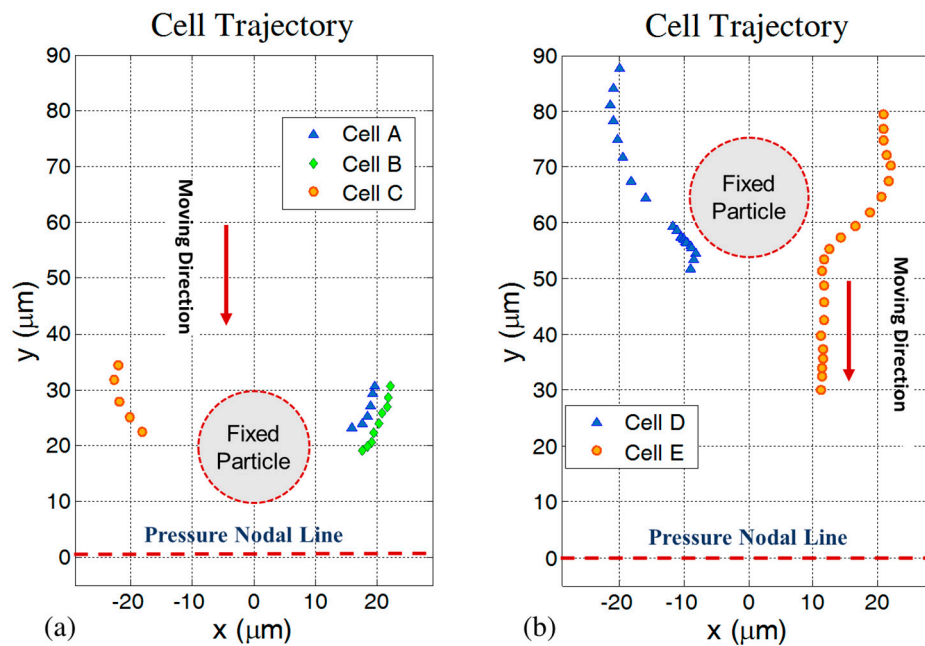 Cell Trajectory
90
80
70
60
50
40
30
20
10
0
y (μm)
Cell A
Cell B
Cell C
Moving Direction
Fixed
Particle
Pressure Nodal Line
-20
-10
0
10
20
x (μm)
(a)
Cell Trajectory
90
80
70
60
50
40
30
20
10
0
y (μm)
Fixed
Particle
Moving Direction
Cell D
Cell E
Pressure Nodal Line
-20
-10
0
10
20
x (μm)
(b)